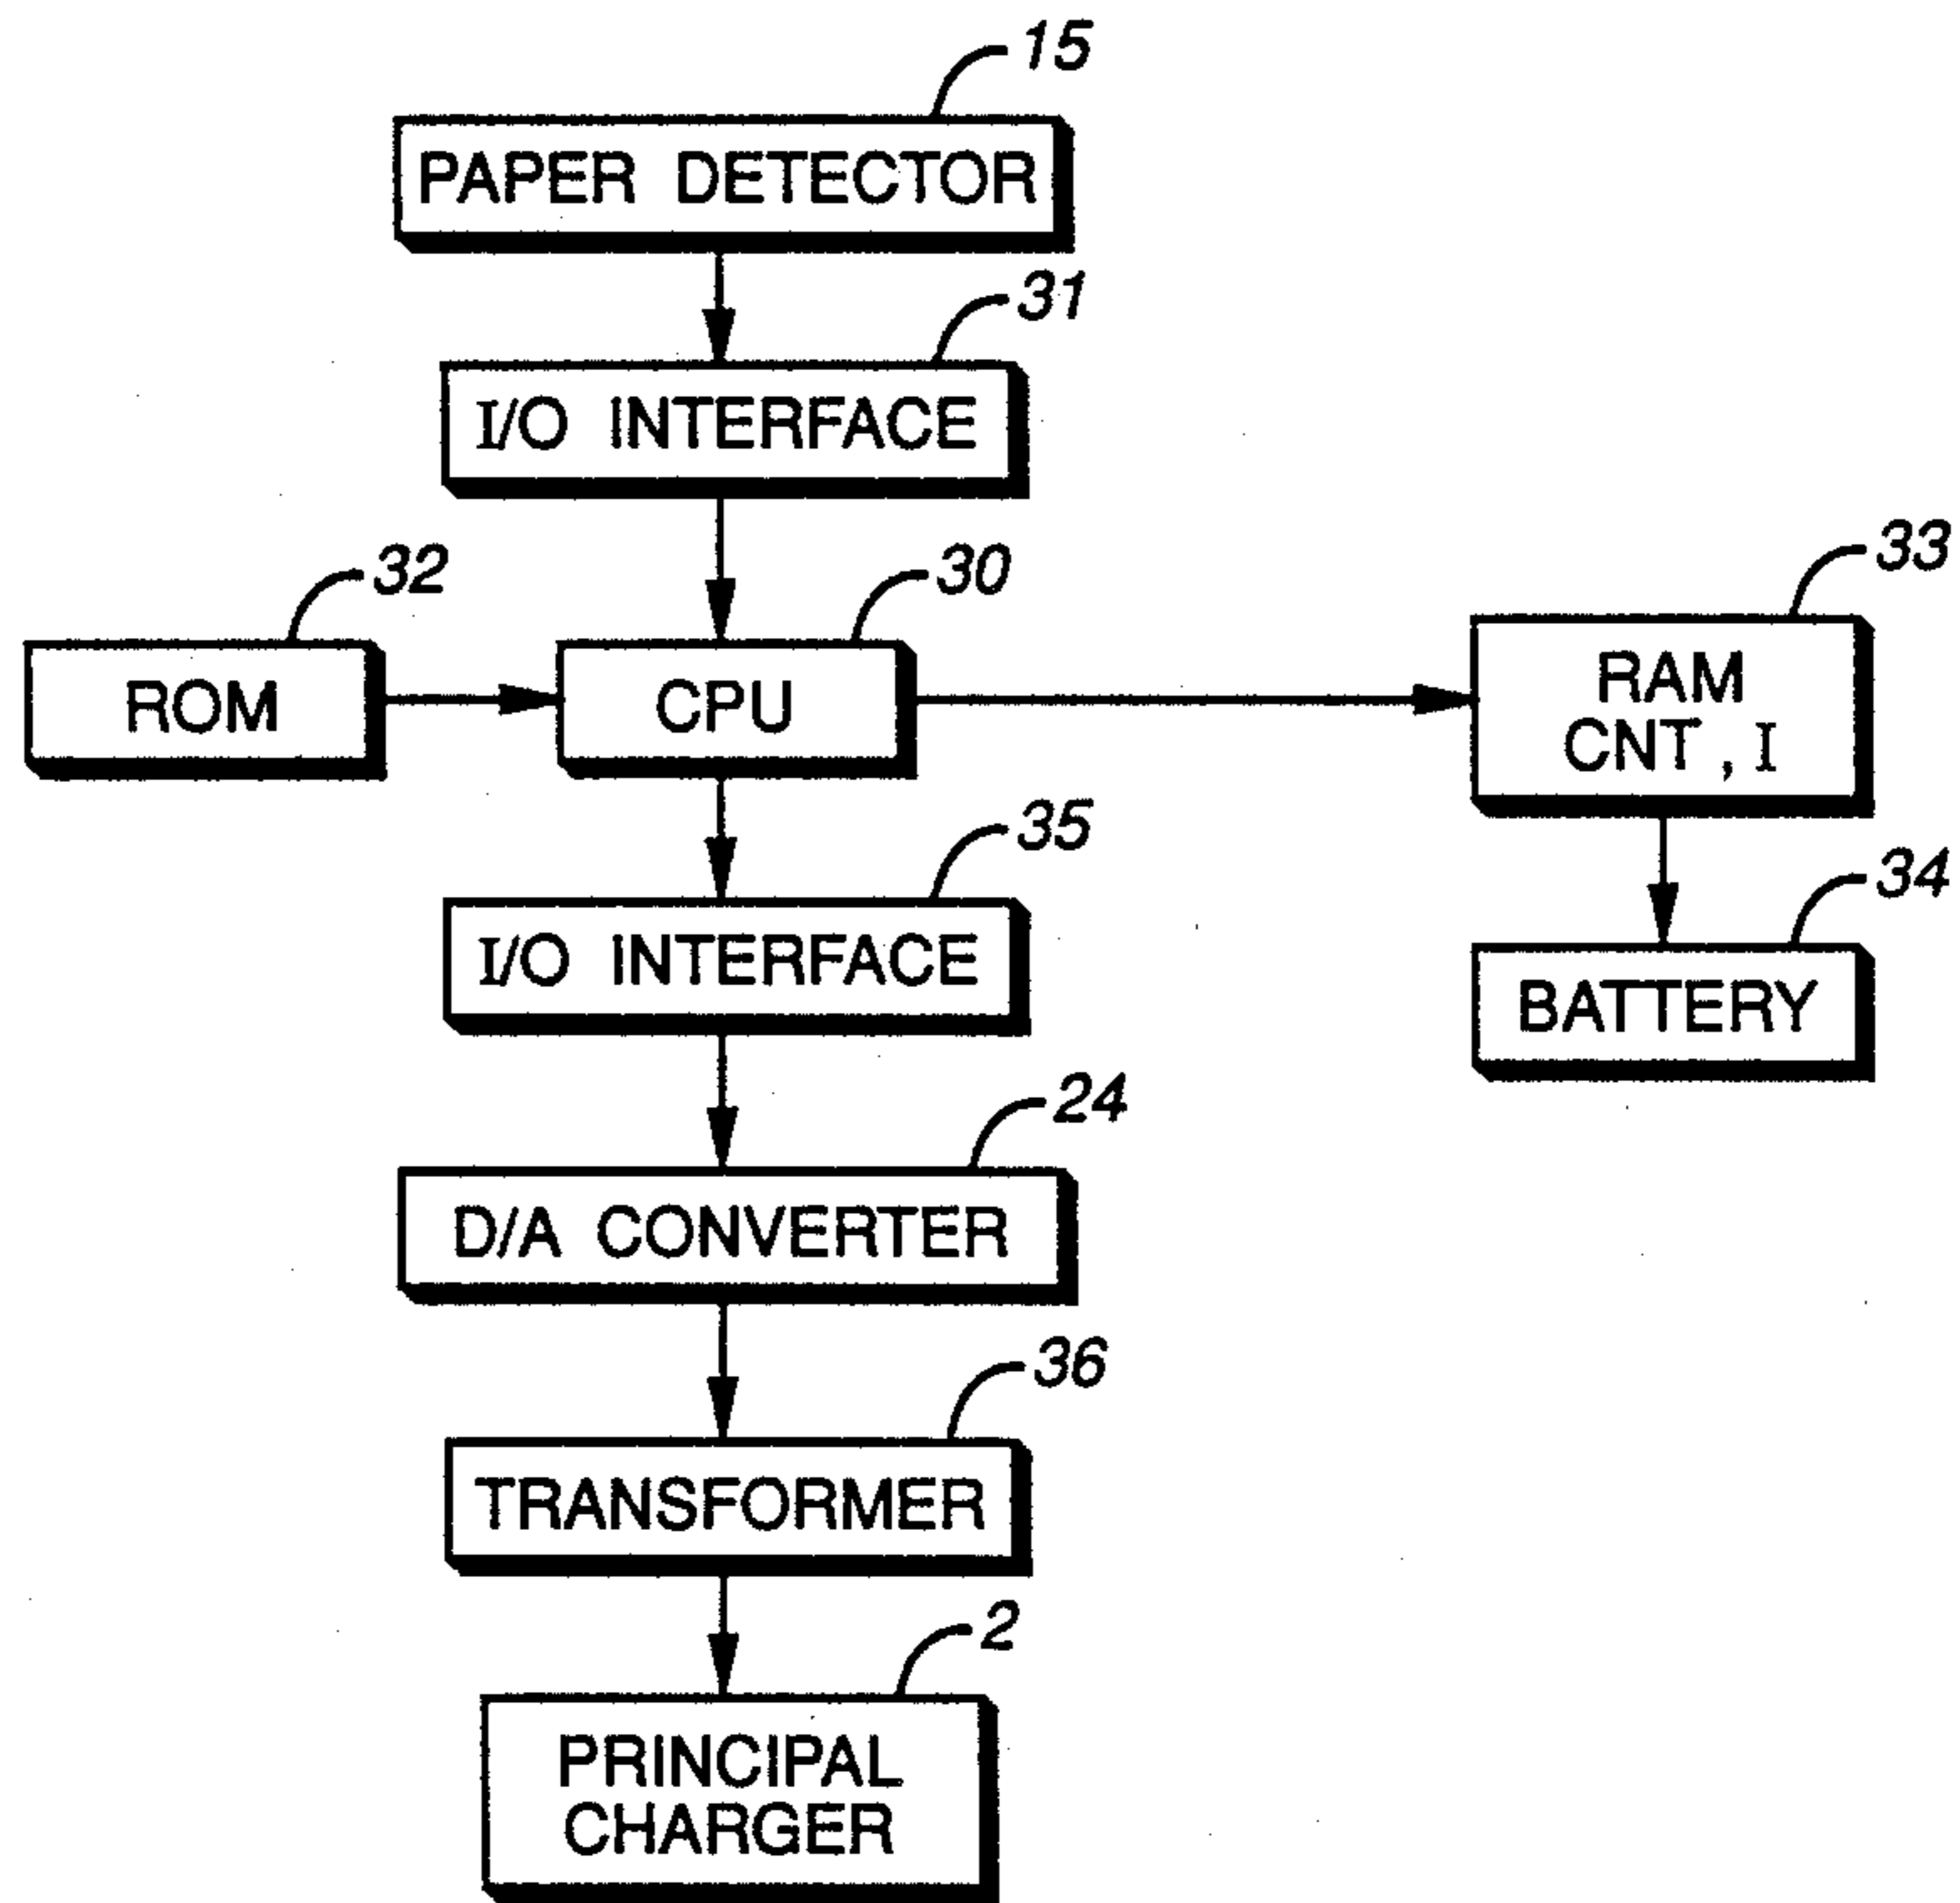 15
PAPER DETECTOR
31
I/O INTERFACE
32
30
33
ROM
CPU
RAM
CNT, I
35
I/O INTERFACE
34
BATTERY
24
D/A CONVERTER
36
TRANSFORMER
2
PRINCIPAL
CHARGER